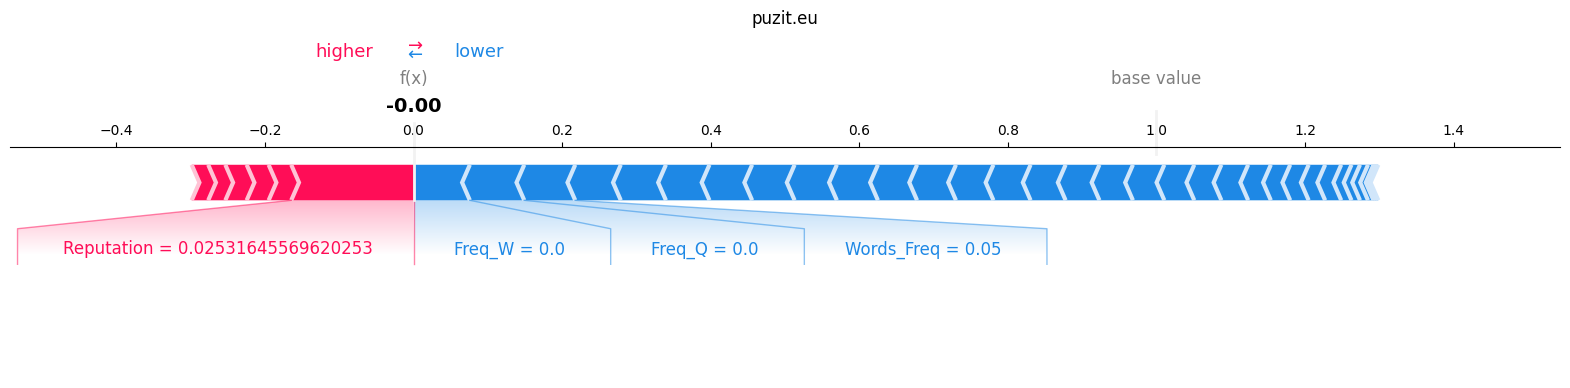 puzit.eu
higher → ← lower
f(x) base value
-0.00
−0.4 −0.2 0.0 0.2 0.4 0.6 0.8 1.0 1.2 1.4
Reputation = 0.02531645569620253 Freq_W = 0.0 Freq_Q = 0.0 Words_Freq = 0.05